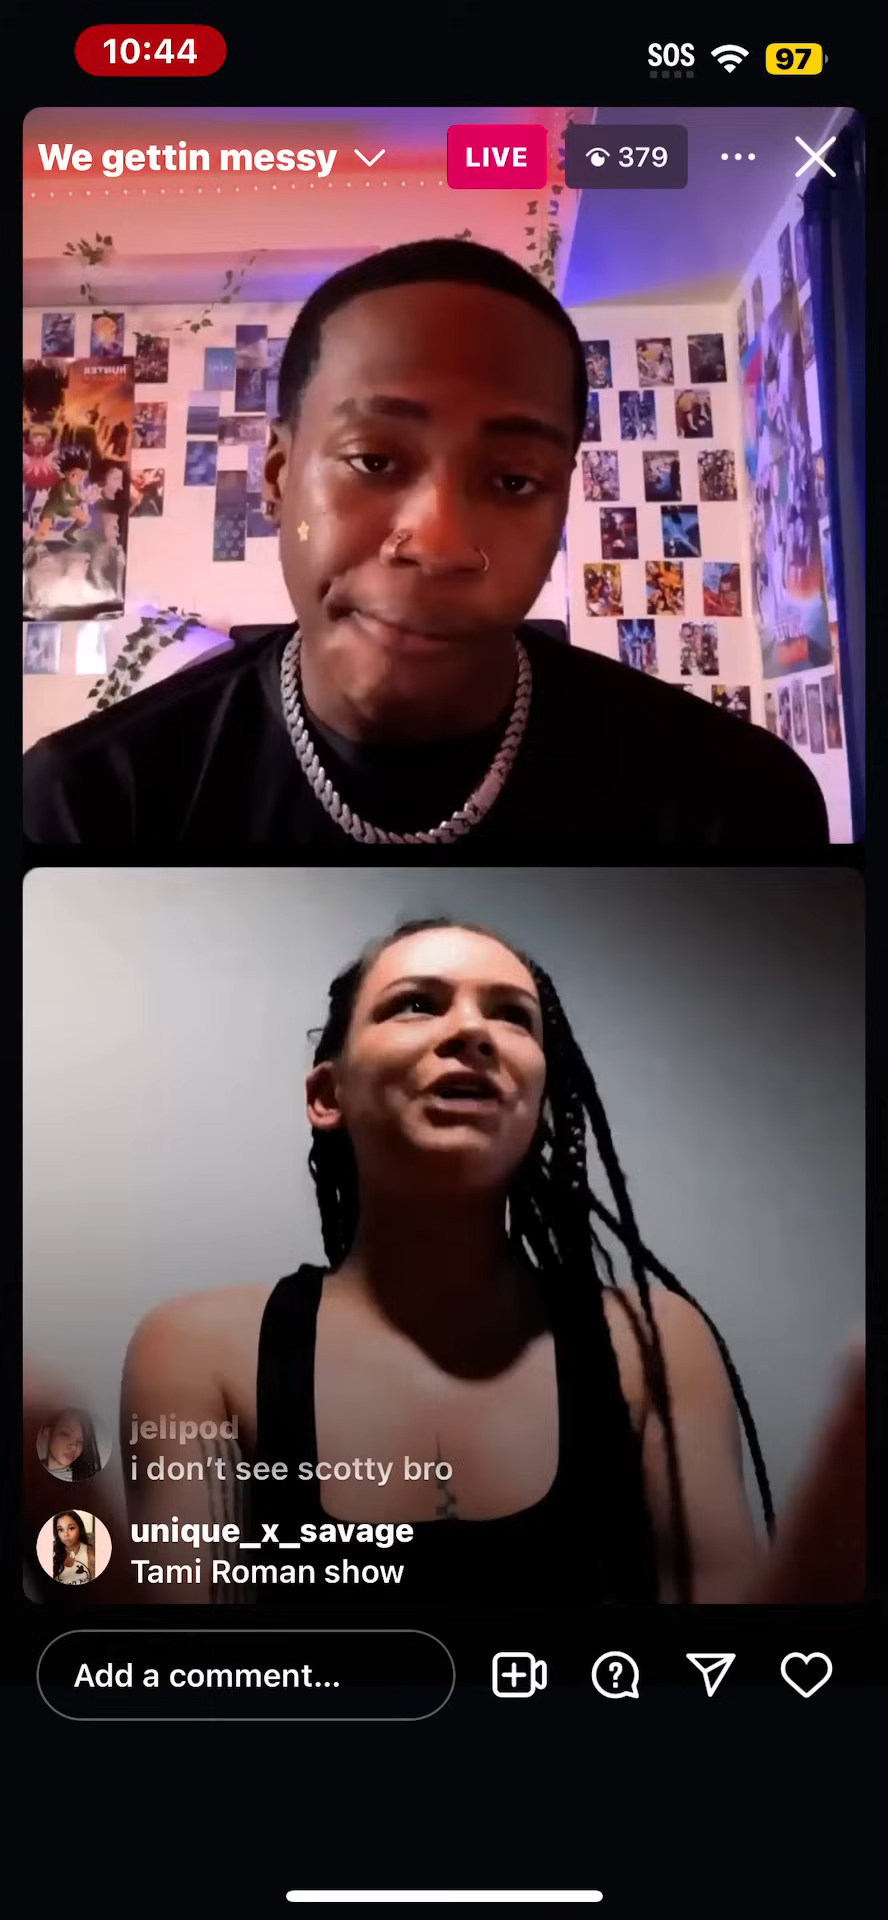 10:44
SOS
97
We gettin messy
LIVE
379
HUNTER
jelipod
i don’t see scotty bro
unique_x_savage
Tami Roman show
Add a comment...